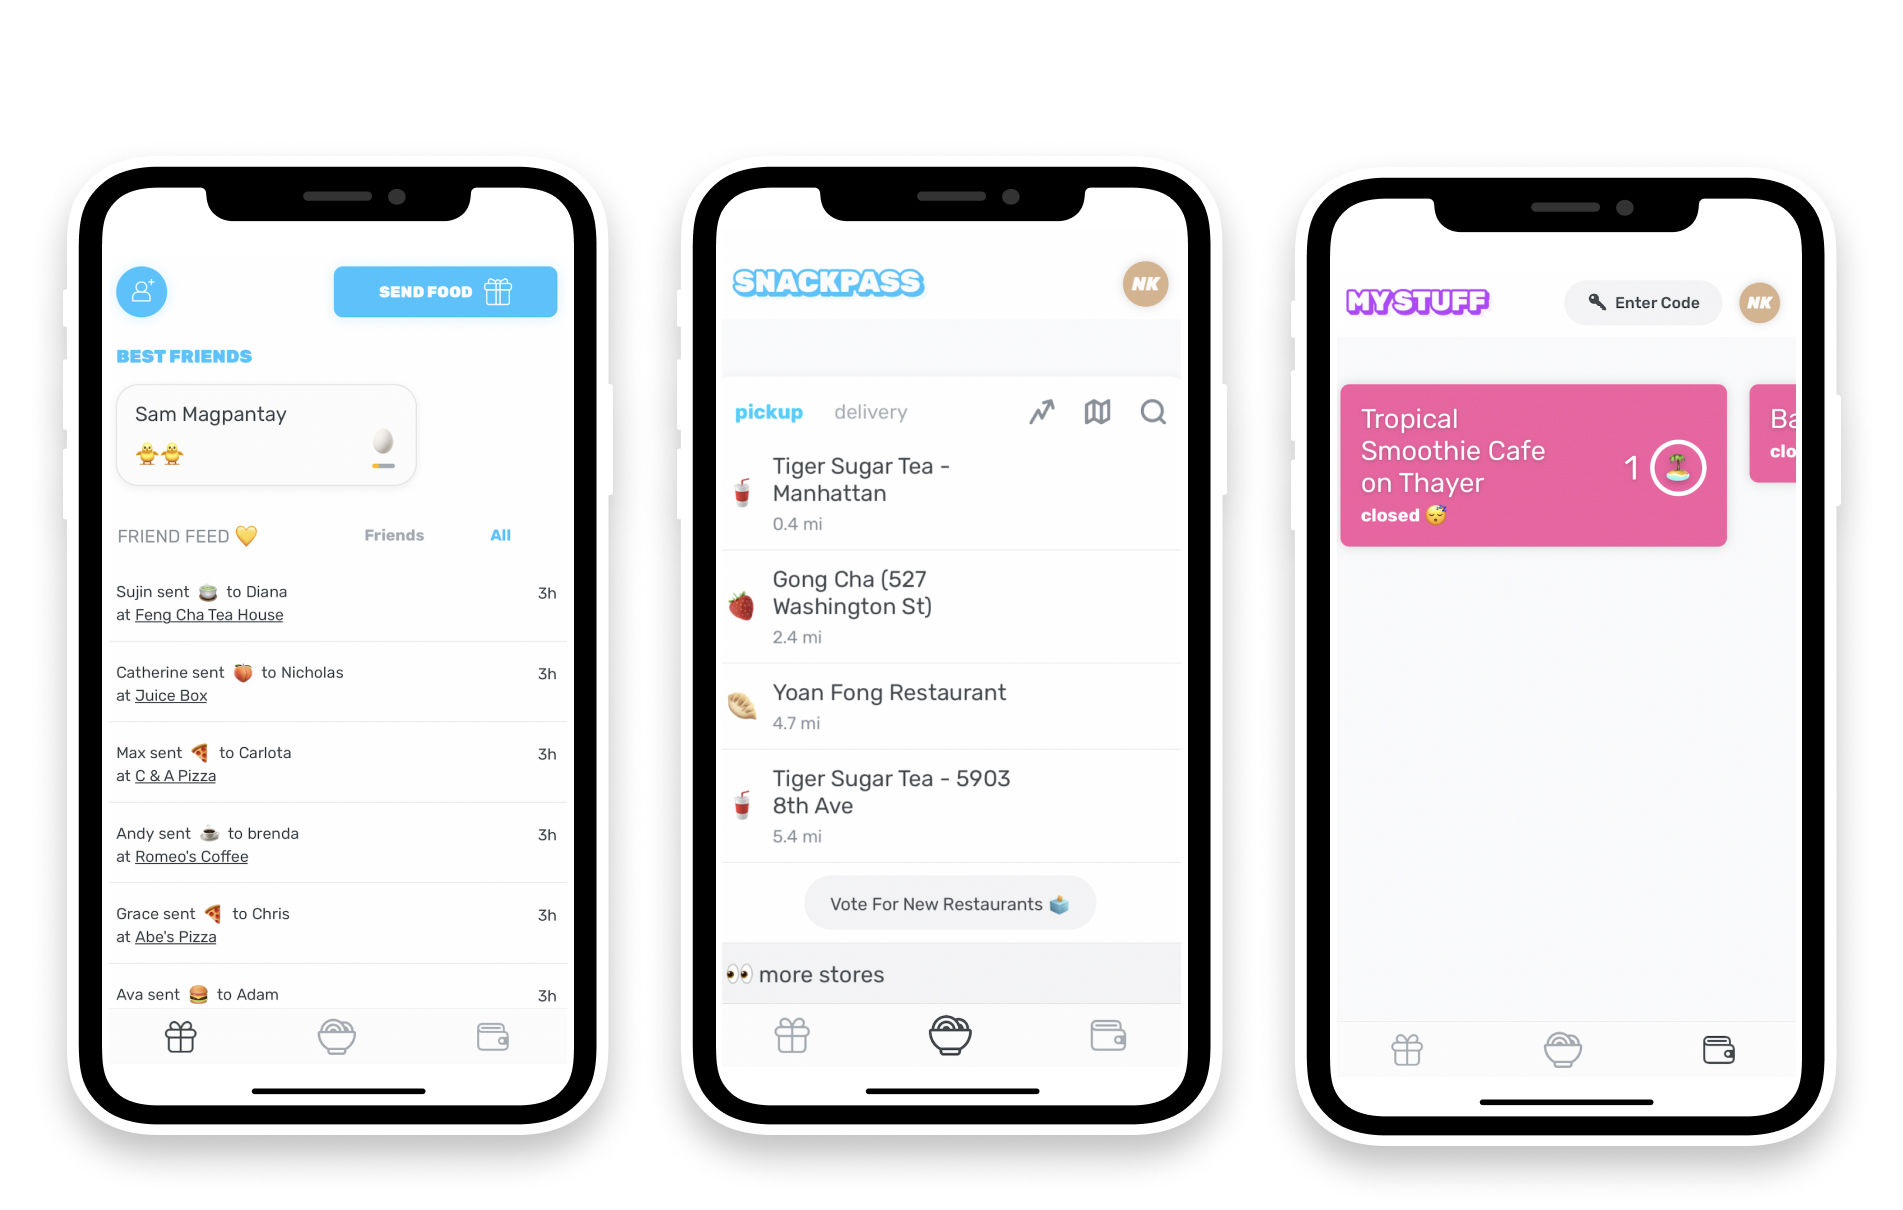 SEND FOOD
BEST FRIENDS
Sam Magpantay
FRIEND FEED 💛 Friends All
Sujin sent 🍵 to Diana 3h
at Feng Cha Tea House
Catherine sent 🍑 to Nicholas 3h
at Juice Box
Max sent 🍕 to Carlota 3h
at C & A Pizza
Andy sent ☕ to brenda 3h
at Romeo's Coffee
Grace sent 🍕 to Chris 3h
at Abe's Pizza
Ava sent 🍔 to Adam 3h
SNACKPASS NK
pickup delivery
Tiger Sugar Tea -
Manhattan
0.4 mi
Gong Cha (527
Washington St)
2.4 mi
Yoan Fong Restaurant
4.7 mi
Tiger Sugar Tea - 5903
8th Ave
5.4 mi
Vote For New Restaurants 🗳️
👀 more stores
MY STUFF Enter Code NK
Tropical
Smoothie Cafe
on Thayer
closed 😴
1
Ba
clo